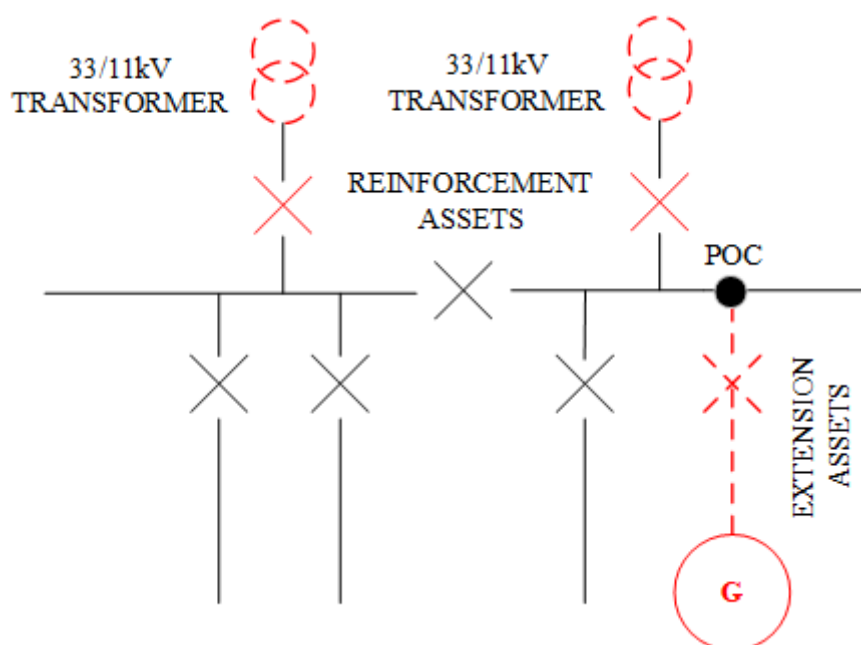 33/11kV
TRANSFORMER
33/11kV
TRANSFORMER
REINFORCEMENT
ASSETS
POC
EXTENSION
ASSETS
G